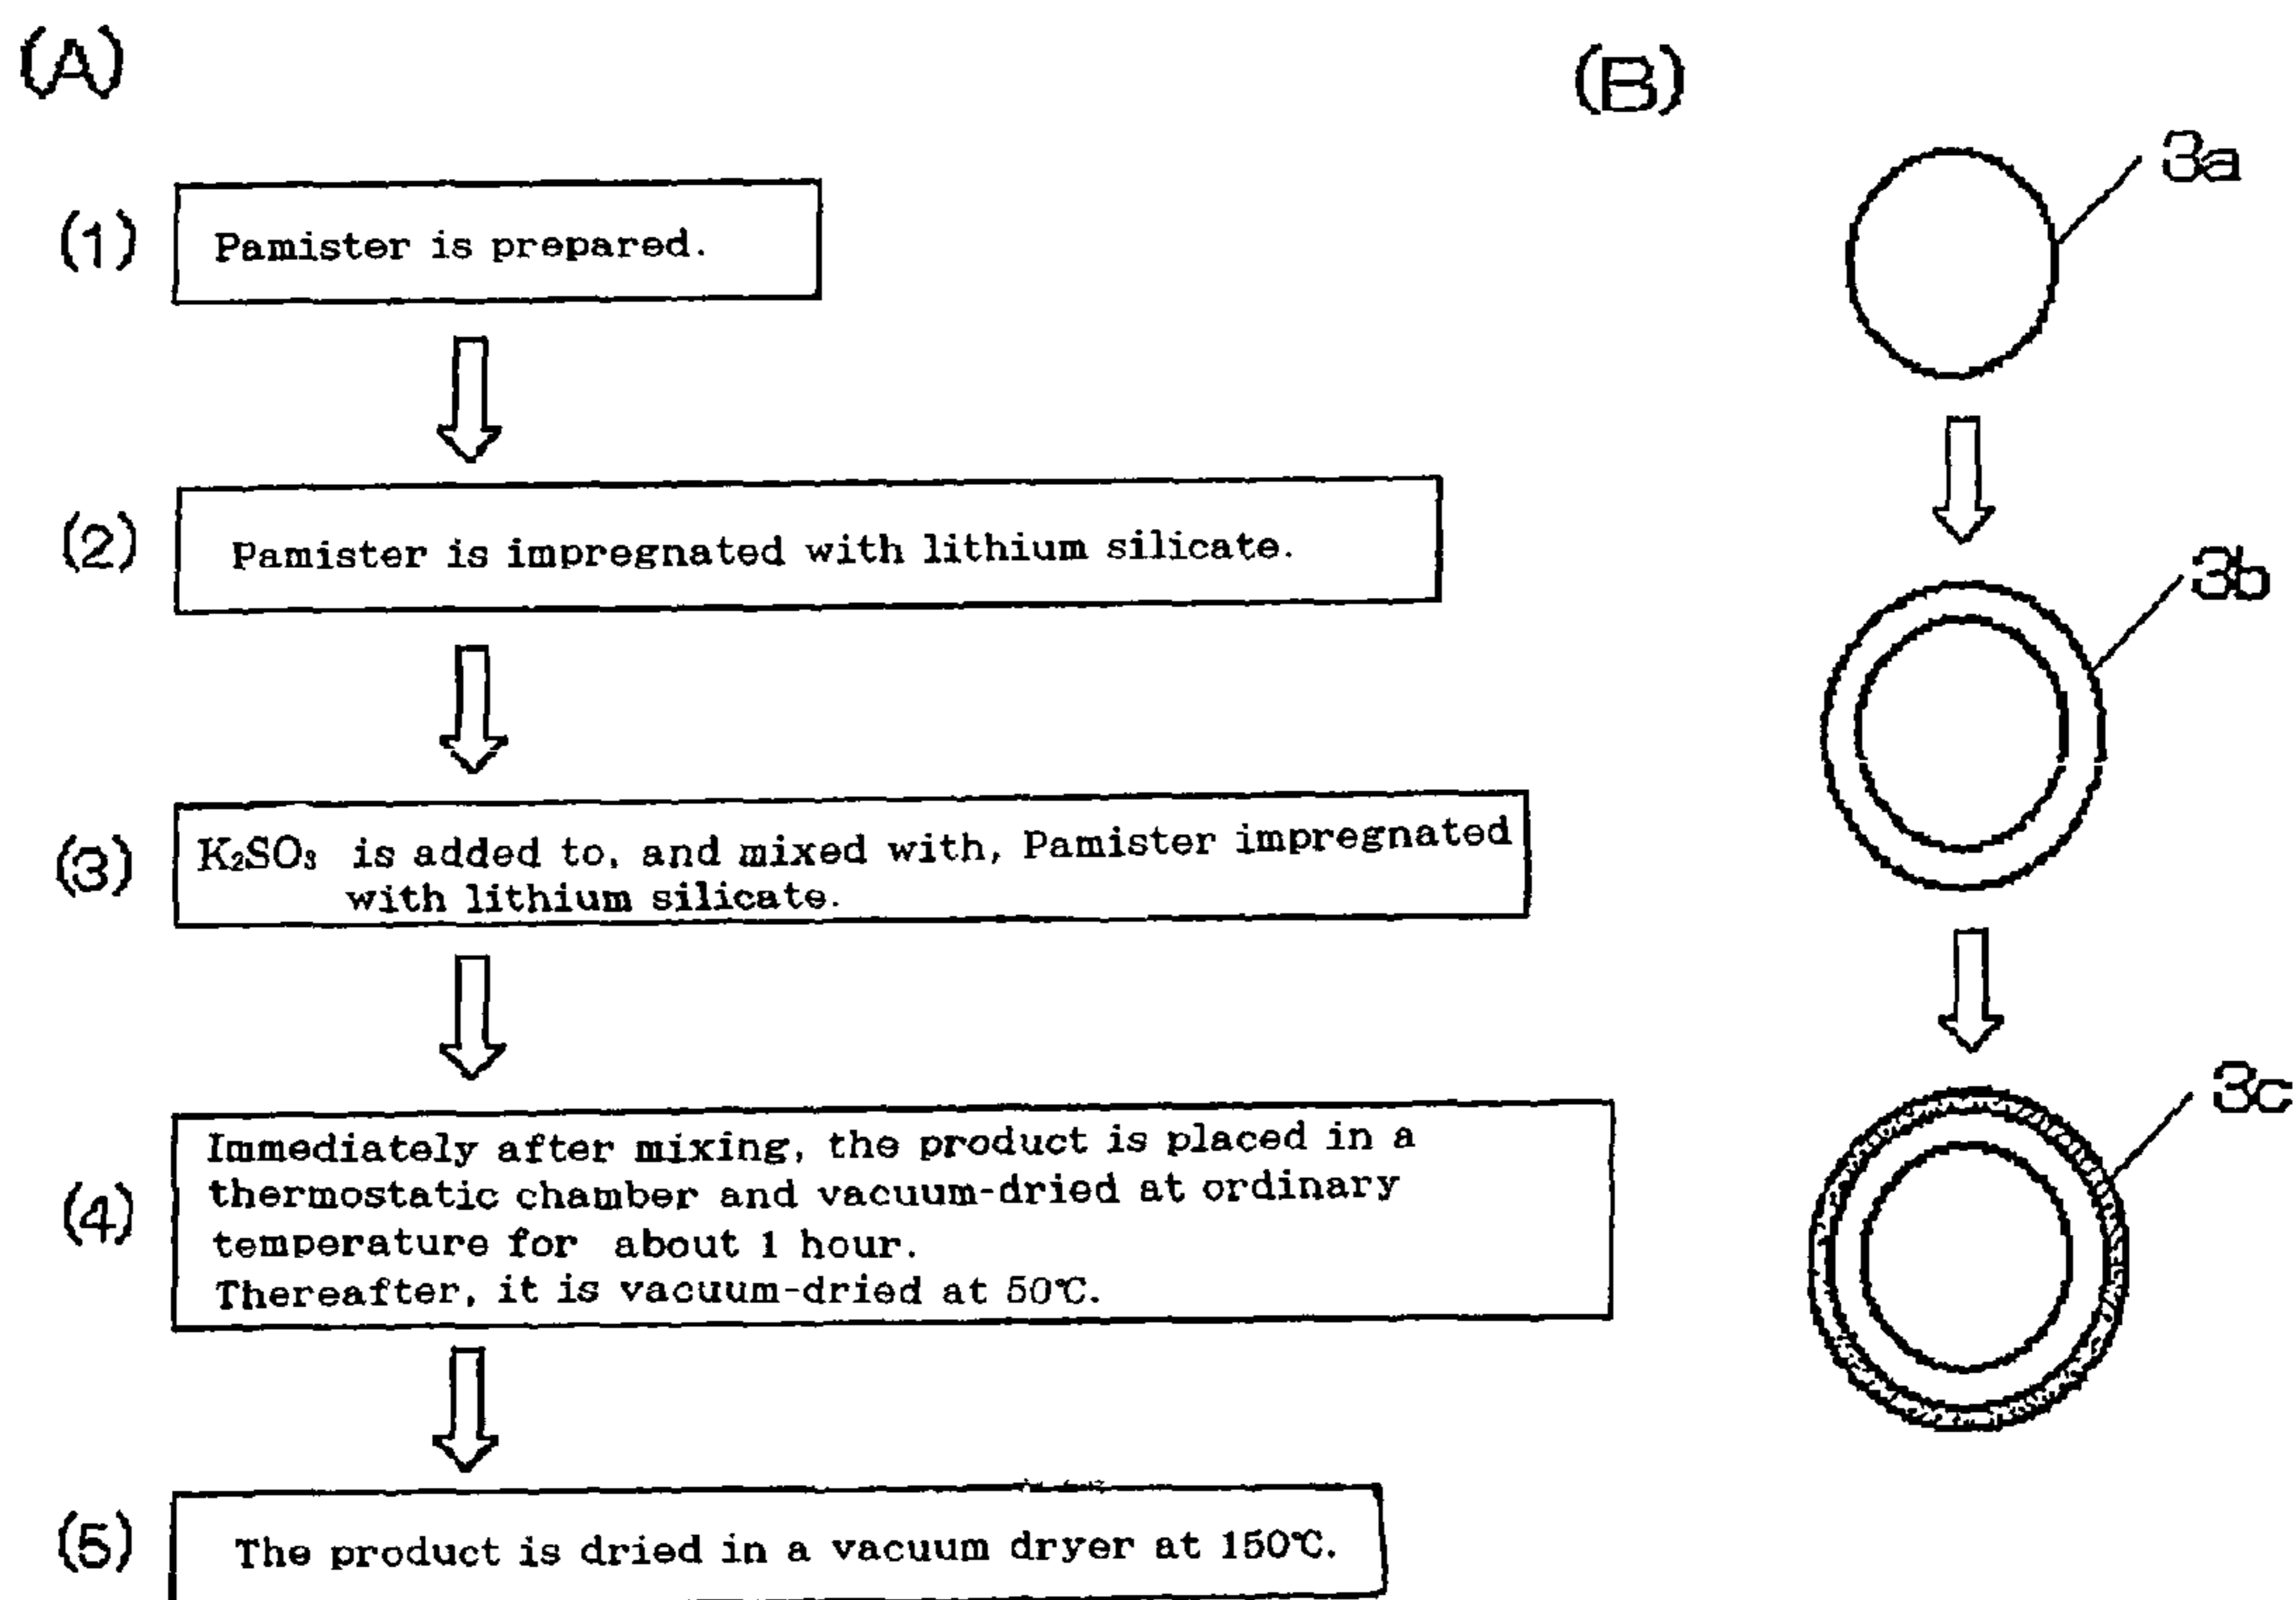 (A)
(1) Pamister is prepared.
(2) Pamister is impregnated with lithium silicate.
(3) K₂SO₃ is added to, and mixed with, Pamister impregnated
with lithium silicate.
(4) Immediately after mixing, the product is placed in a
thermostatic chamber and vacuum-dried at ordinary
temperature for about 1 hour.
Thereafter, it is vacuum-dried at 50℃.
(5) The product is dried in a vacuum dryer at 150℃.
(B)
3a
3b
3c